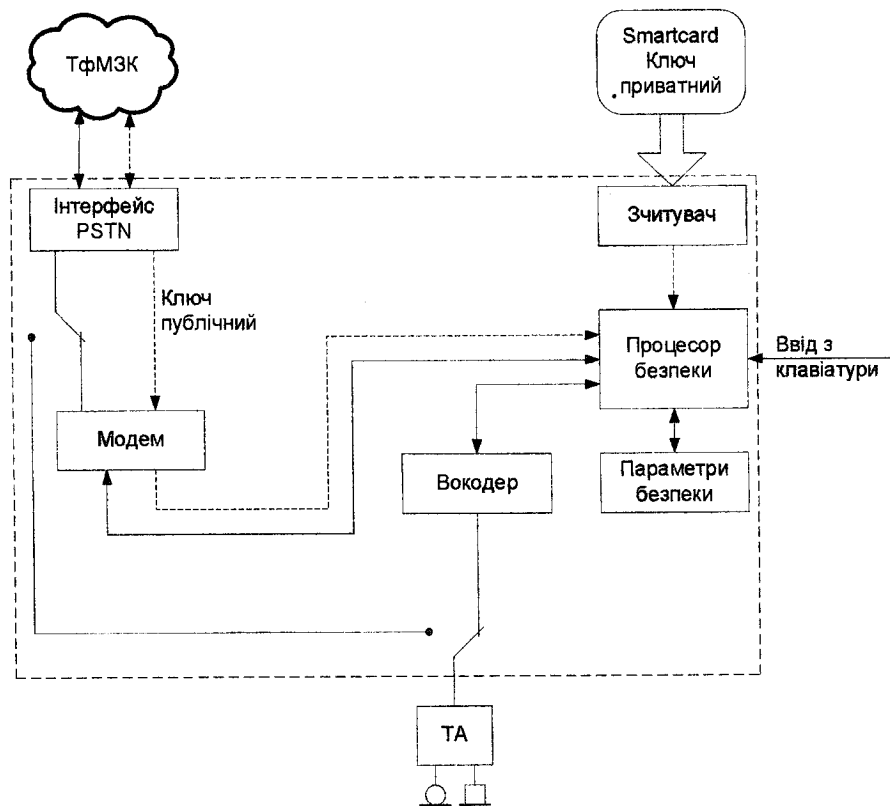 ТфМЗК
Smartcard
Ключ
приватний
Інтерфейс
PSTN
Зчитувач
Ключ
публічний
Процесор
безпеки
Ввід з
клавіатури
Модем
Вокодер
Параметри
безпеки
ТА